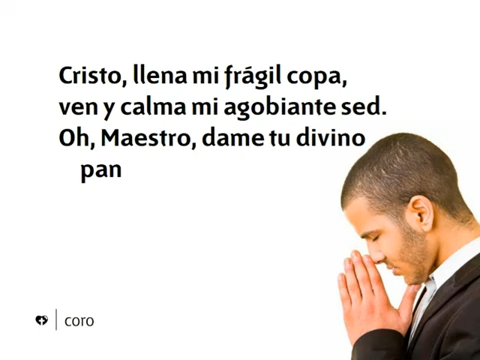 Cristo, llena mi frágil copa,
ven y calma mi agobiante sed.
Oh, Maestro, dame tu divino
pan
coro